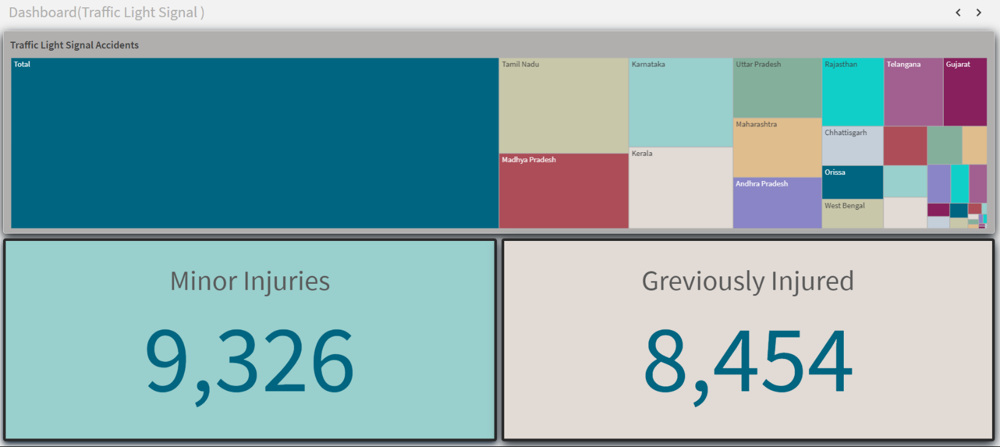 Dashboard(Traffic Light Signal )
Traffic Light Signal Accidents
Total
Tamil Nadu
Karnataka
Uttar Pradesh
Rajasthan
Telangana
Gujarat
Maharashtra
Chhattisgarh
Kerala
Madhya Pradesh
Orissa
Andhra Pradesh
West Bengal
Minor Injuries
Greviously Injured
9,326
8,454